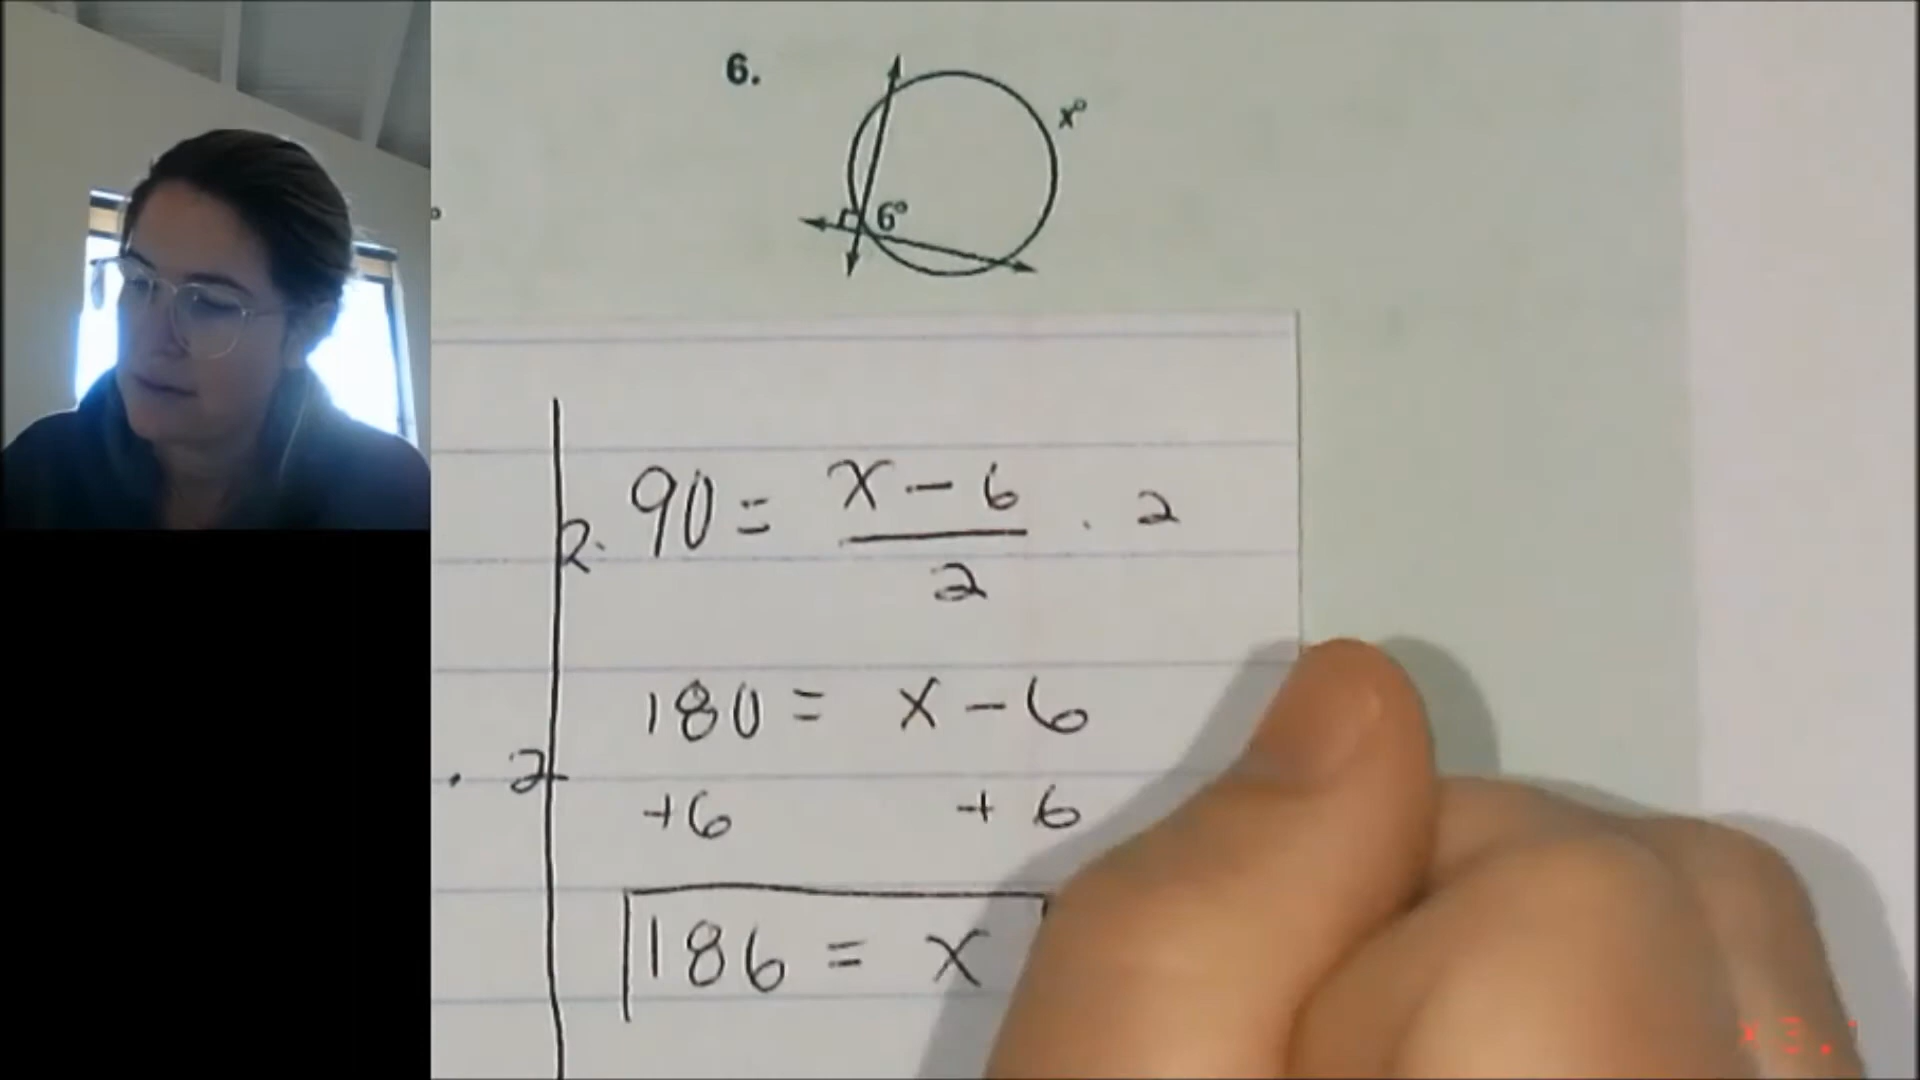 6.
x°
6°
2. 90 = x - 6 / 2 . 2
180 = x - 6
. 2
+6 + 6
186 = x